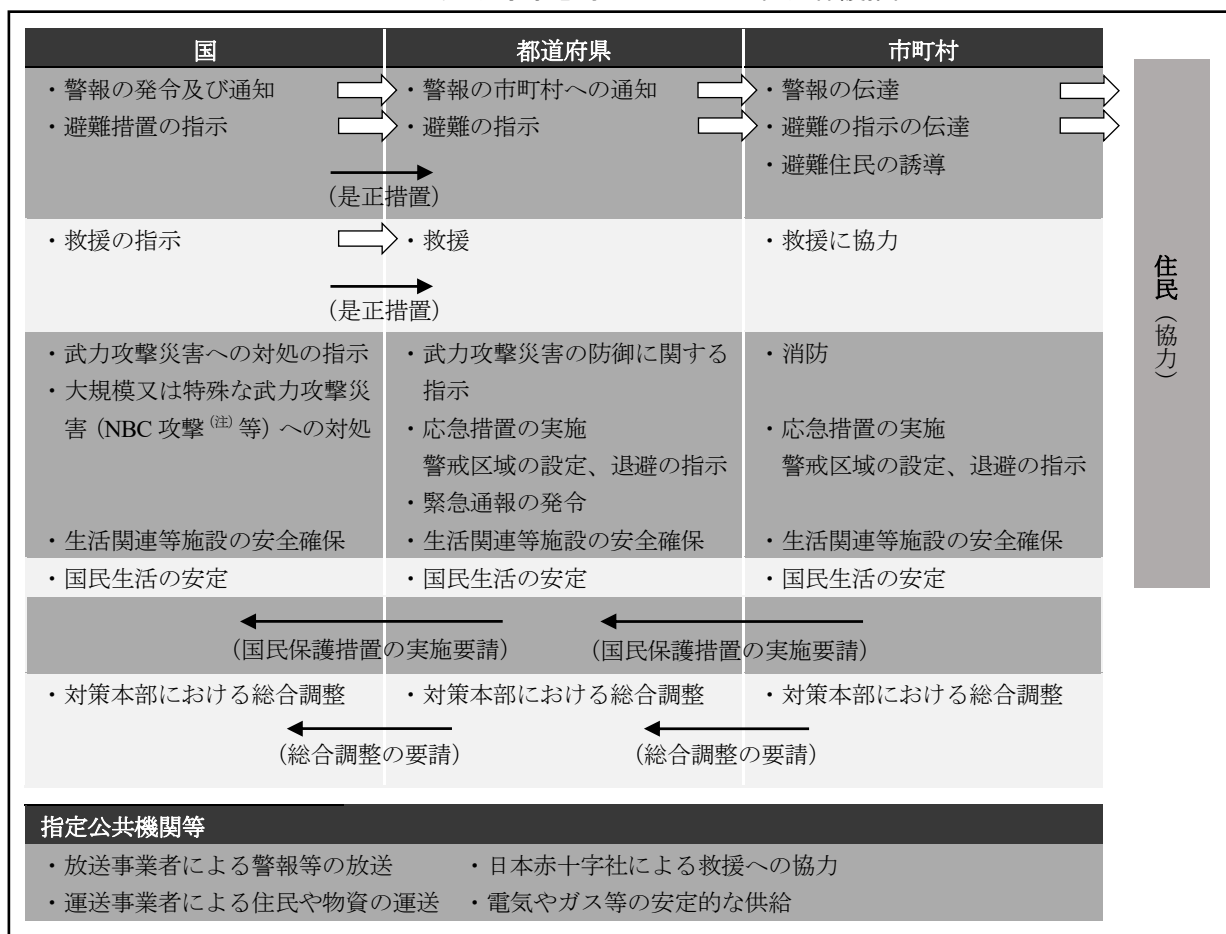 国 都道府県 市町村
・警報の発令及び通知 ・警報の市町村への通知 ・警報の伝達
・避難措置の指示 ・避難の指示 ・避難の指示の伝達
・避難住民の誘導
(是正措置)
・救援の指示 ・救援 ・救援に協力
(是正措置)
・武力攻撃災害への対処の指示 ・武力攻撃災害の防御に関する ・消防
・大規模又は特殊な武力攻撃災 指示
害(NBC 攻撃(注)等)への対処 ・応急措置の実施 ・応急措置の実施
警戒区域の設定、退避の指示 警戒区域の設定、退避の指示
・緊急通報の発令
・生活関連等施設の安全確保 ・生活関連等施設の安全確保 ・生活関連等施設の安全確保
・国民生活の安定 ・国民生活の安定 ・国民生活の安定
(国民保護措置の実施要請) (国民保護措置の実施要請)
・対策本部における総合調整 ・対策本部における総合調整 ・対策本部における総合調整
(総合調整の要請) (総合調整の要請)
住民(協力)
指定公共機関等
・放送事業者による警報等の放送 ・日本赤十字社による救援への協力
・運送事業者による住民や物資の運送 ・電気やガス等の安定的な供給